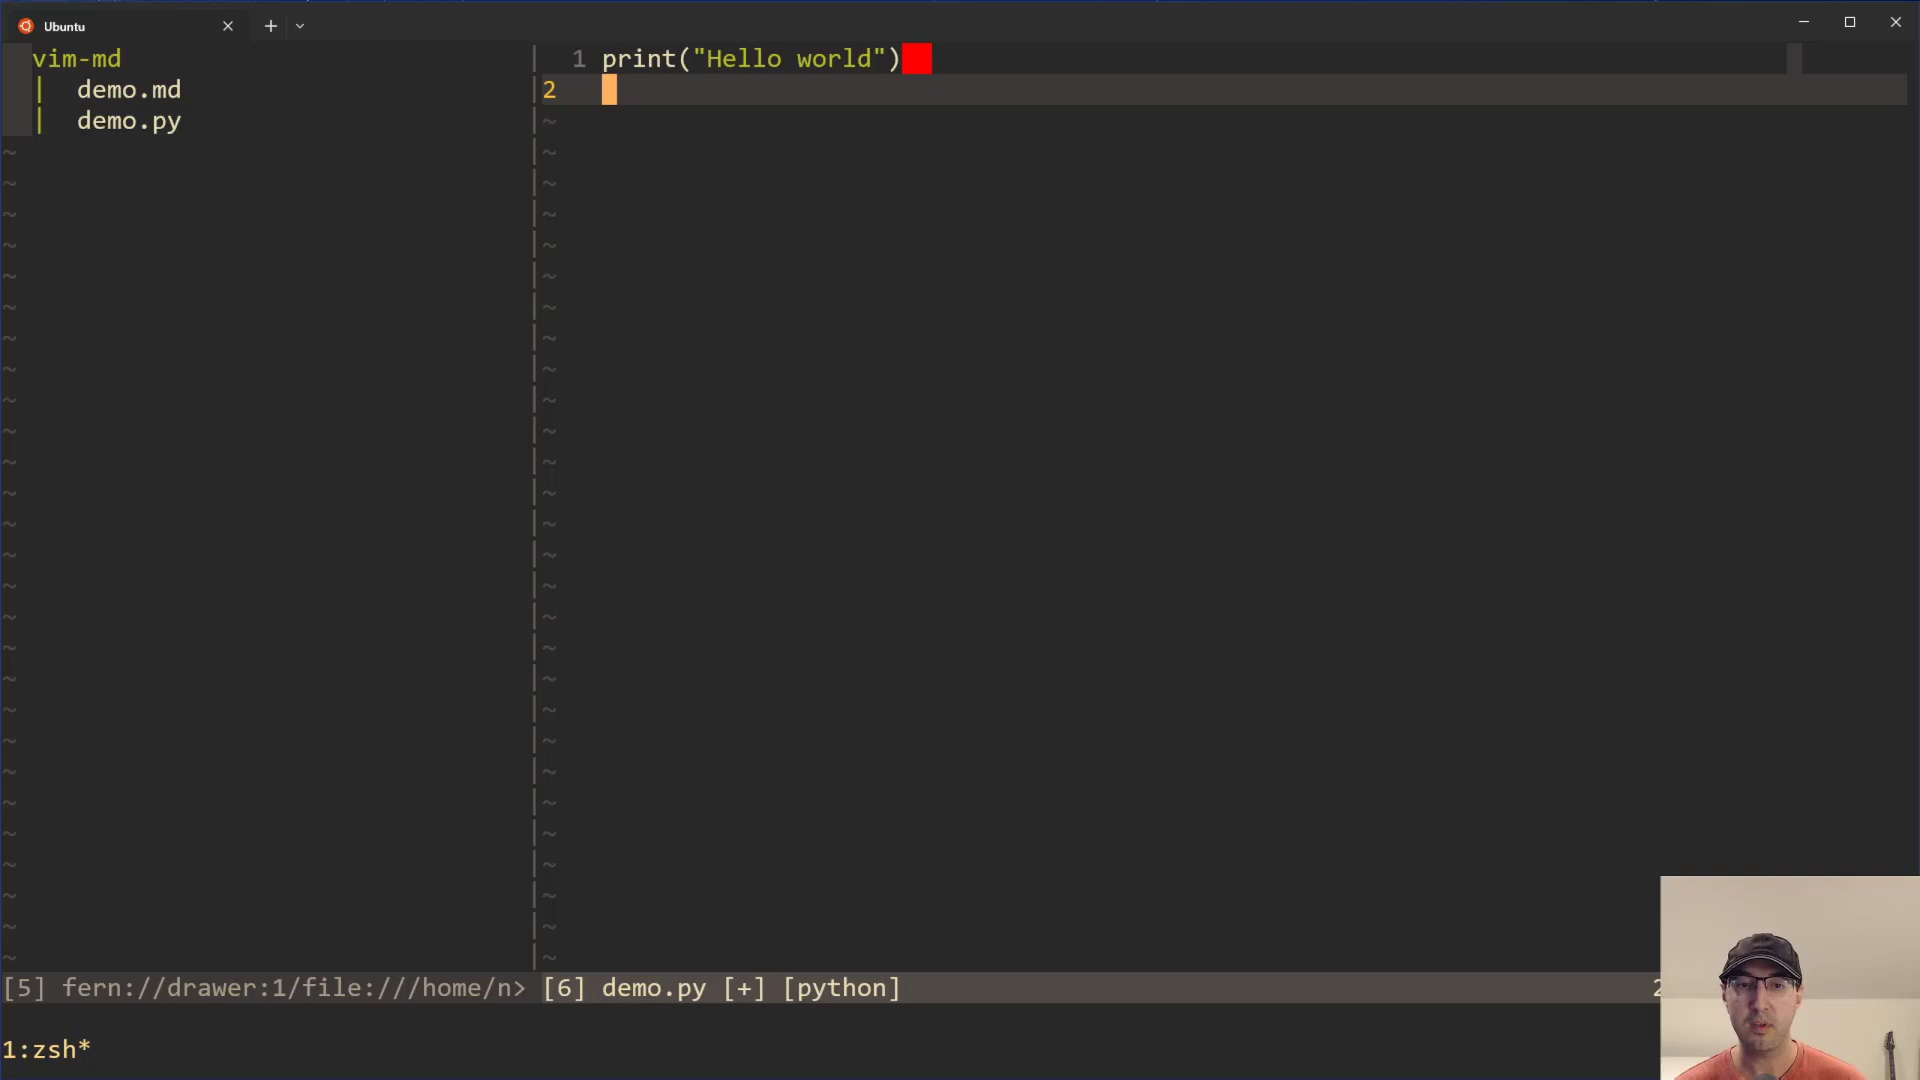 Ubuntu
vim-md
demo.md
demo.py
1 print("Hello world")
2
[5] fern://drawer:1/file:///home/n> [6] demo.py [+] [python] 2
1:zsh*